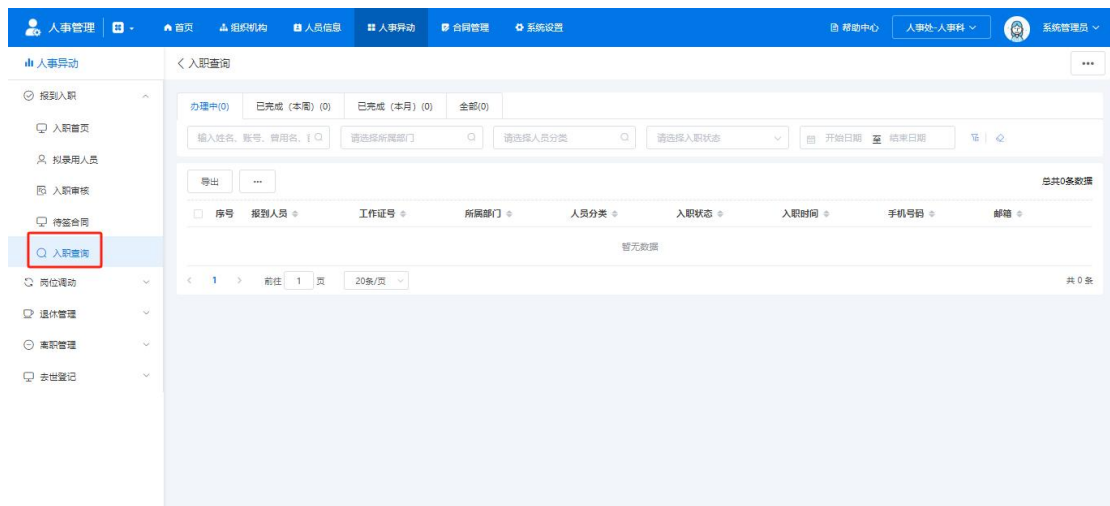 人事管理 首页 组织机构 人员信息 人事异动 合同管理 系统设置 帮助中心 人事处-人事科 系统管理员
人事异动 入职查询
报到入职
办理中(0) 已完成（本周）(0) 已完成（本月）(0) 全部(0)
入职首页
输入姓名、账号、曾用名、 请选择所属部门 请选择人员分类 请选择入职状态 开始日期 至 结束日期
拟录用人员
导出 ... 总共0条数据
入职审核
序号 报到人员 工作证号 所属部门 人员分类 入职状态 入职时间 手机号码 邮箱
待签合同
入职查询
暂无数据
岗位调动
1 前往 1 页 20条/页 共 0 条
退休管理
离职管理
去世登记